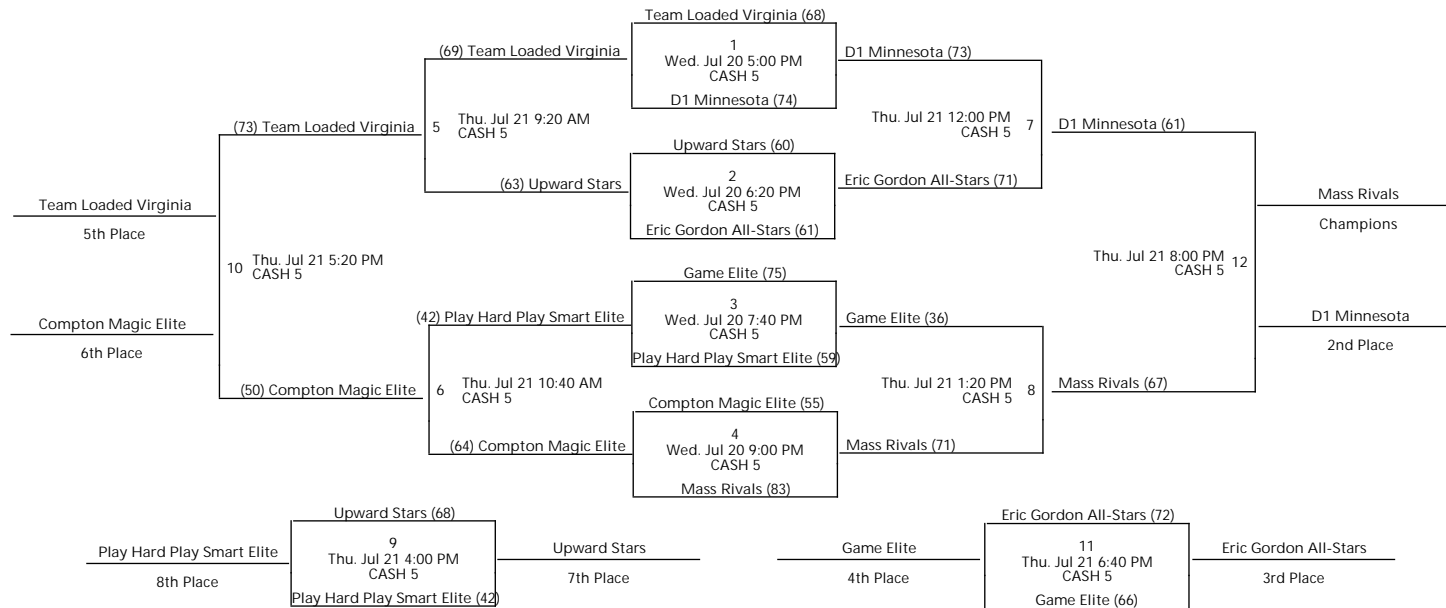 Team Loaded Virginia (68)
1
Wed. Jul 20 5:00 PM
CASH 5
D1 Minnesota (74)
(69) Team Loaded Virginia
D1 Minnesota (73)
5
Thu. Jul 21 9:20 AM
CASH 5
Thu. Jul 21 12:00 PM
CASH 5
7
(73) Team Loaded Virginia
D1 Minnesota (61)
Upward Stars (60)
2
Wed. Jul 20 6:20 PM
CASH 5
Eric Gordon All-Stars (61)
(63) Upward Stars
Eric Gordon All-Stars (71)
Team Loaded Virginia
5th Place
Mass Rivals
Champions
10
Thu. Jul 21 5:20 PM
CASH 5
Thu. Jul 21 8:00 PM
CASH 5
12
Game Elite (75)
3
Wed. Jul 20 7:40 PM
CASH 5
Play Hard Play Smart Elite (59)
(42) Play Hard Play Smart Elite
Game Elite (36)
Compton Magic Elite
6th Place
D1 Minnesota
2nd Place
6
Thu. Jul 21 10:40 AM
CASH 5
Thu. Jul 21 1:20 PM
CASH 5
8
(50) Compton Magic Elite
Mass Rivals (67)
Compton Magic Elite (55)
4
Wed. Jul 20 9:00 PM
CASH 5
Mass Rivals (83)
(64) Compton Magic Elite
Mass Rivals (71)
Upward Stars (68)
9
Thu. Jul 21 4:00 PM
CASH 5
Play Hard Play Smart Elite (42)
Play Hard Play Smart Elite
8th Place
Upward Stars
7th Place
Eric Gordon All-Stars (72)
11
Thu. Jul 21 6:40 PM
CASH 5
Game Elite (66)
Game Elite
4th Place
Eric Gordon All-Stars
3rd Place